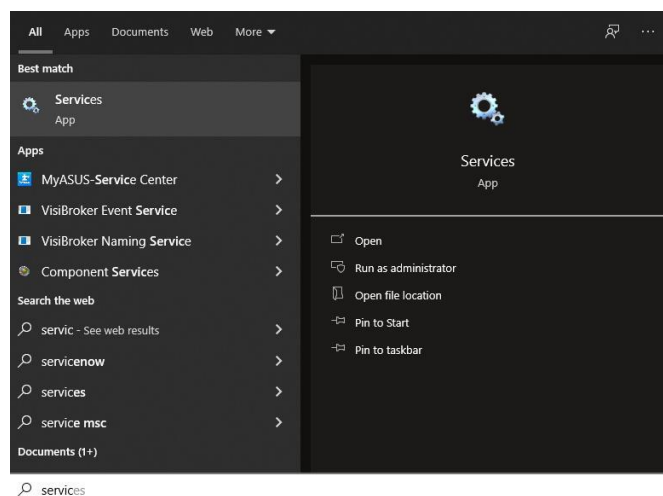 All Apps Documents Web More
Best match
Services
App
Apps
MyASUS-Service Center
VisiBroker Event Service
VisiBroker Naming Service
Component Services
Search the web
servic - See web results
servicenow
services
service msc
Documents (1+)
services
Services
App
Open
Run as administrator
Open file location
Pin to Start
Pin to taskbar